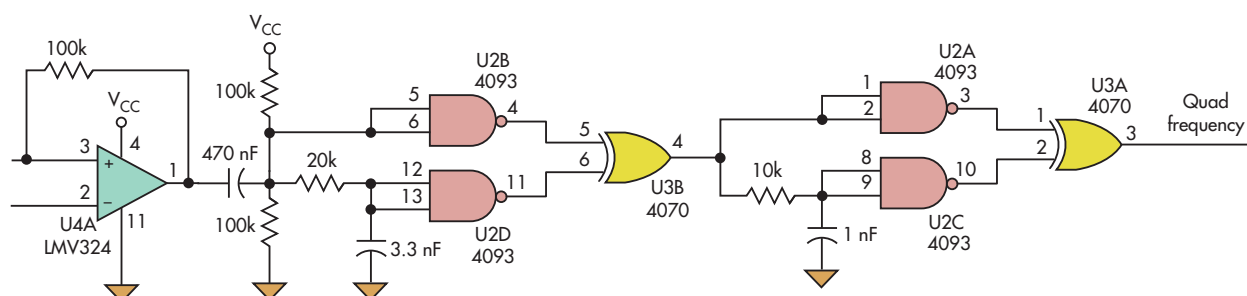 100k
V_CC
3
+
2
−
4
1
11
U4A
LMV324
470 nF
V_CC
100k
100k
20k
3.3 nF
U2B
4093
5
6
4
12
13
11
U2D
4093
5
6
4
U3B
4070
10k
1 nF
U2A
4093
1
2
3
8
9
10
U2C
4093
U3A
4070
1
2
3
Quad
frequency